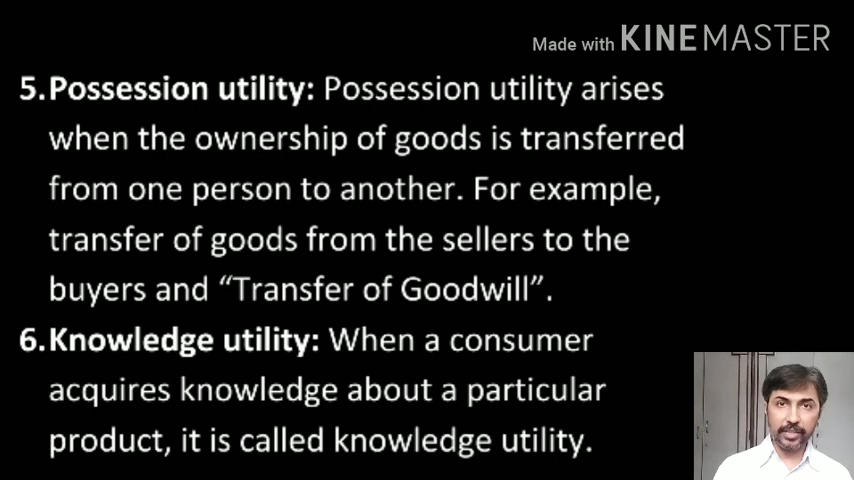 Made with KINEMASTER
5. Possession utility: Possession utility arises
when the ownership of goods is transferred
from one person to another. For example,
transfer of goods from the sellers to the
buyers and “Transfer of Goodwill”.
6. Knowledge utility: When a consumer
acquires knowledge about a particular
product, it is called knowledge utility.